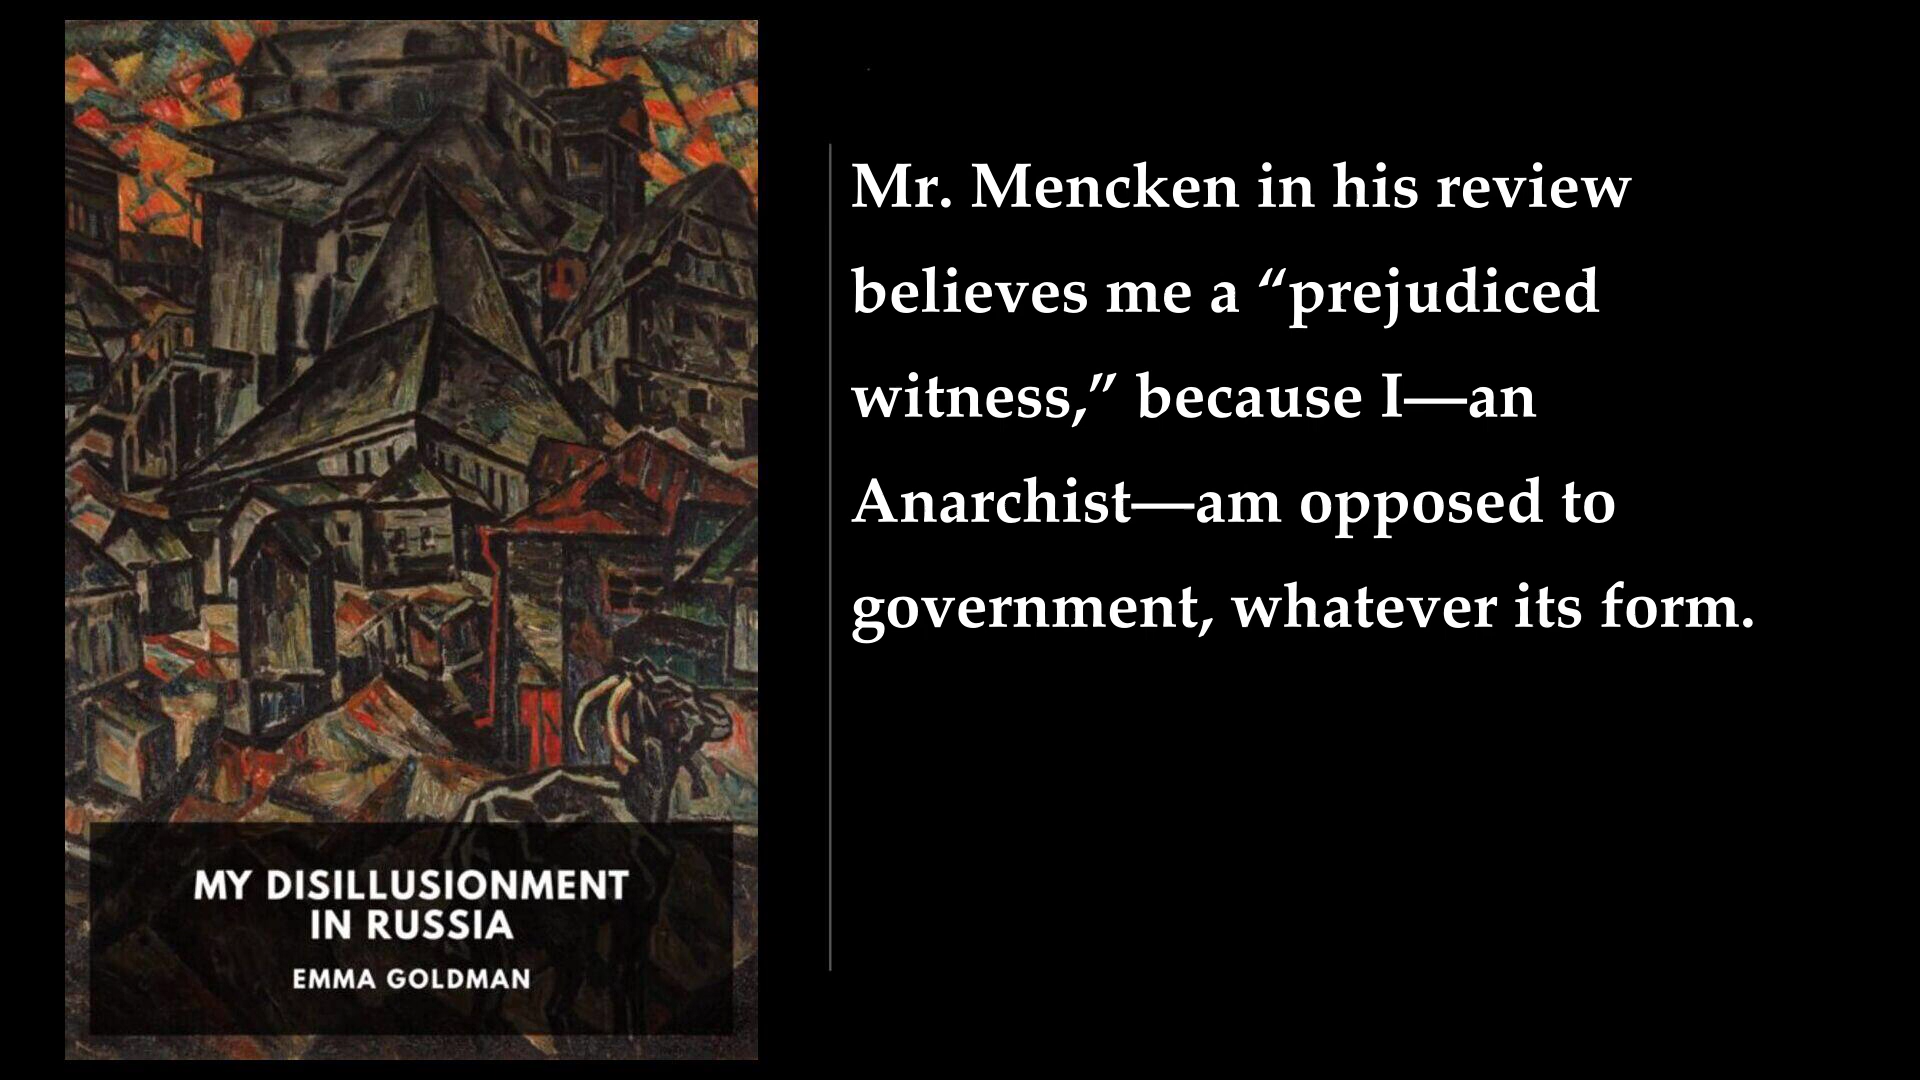 MY DISILLUSIONMENT
IN RUSSIA
EMMA GOLDMAN
Mr. Mencken in his review
believes me a “prejudiced
witness,” because I—an
Anarchist—am opposed to
government, whatever its form.